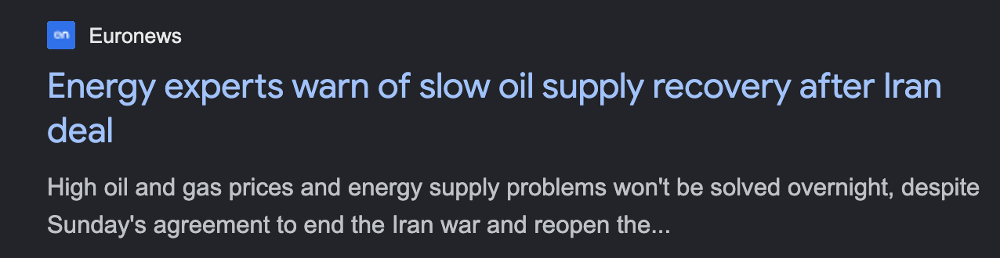 Euronews
Energy experts warn of slow oil supply recovery after Iran
deal
High oil and gas prices and energy supply problems won't be solved overnight, despite
Sunday's agreement to end the Iran war and reopen the...